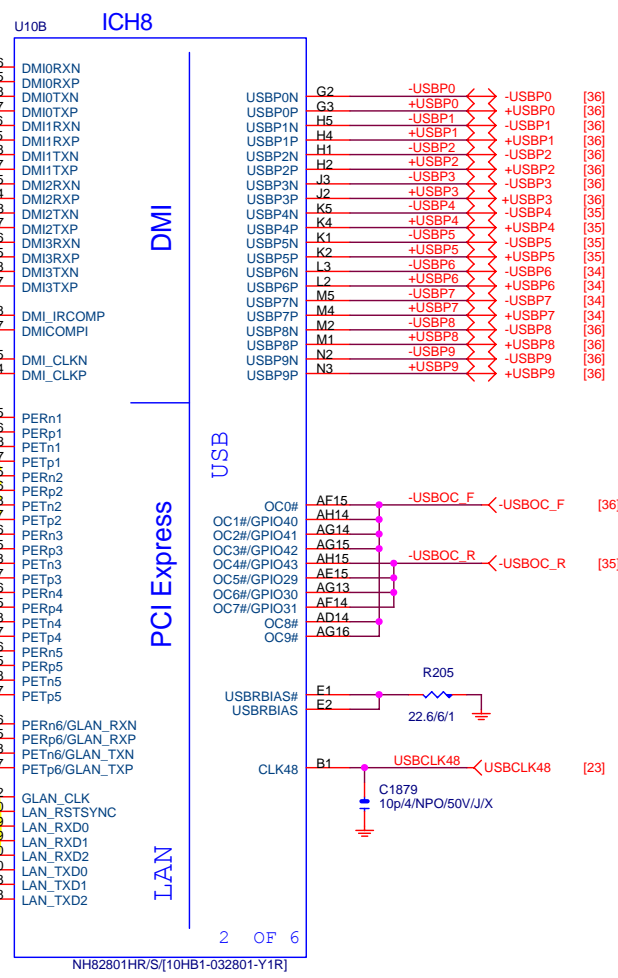 U10B ICH8
DMI0RXN
DMI0RXP
DMI0TXN
DMI0TXP
DMI1RXN
DMI1RXP
DMI1TXN
DMI1TXP
DMI2RXN
DMI2RXP
DMI2TXN
DMI2TXP
DMI3RXN
DMI3RXP
DMI3TXN
DMI3TXP
DMI_IRCOMP
DMICOMPI
DMI_CLKN
DMI_CLKP
DMI
PERn1
PERp1
PETn1
PETp1
PERn2
PERp2
PETn2
PETp2
PERn3
PERp3
PETn3
PETp3
PERn4
PERp4
PETn4
PETp4
PERn5
PERp5
PETn5
PETp5
PERn6/GLAN_RXN
PERp6/GLAN_RXP
PETn6/GLAN_TXN
PETp6/GLAN_TXP
PCI Express
GLAN_CLK
LAN_RSTSYNC
LAN_RXD0
LAN_RXD1
LAN_RXD2
LAN_TXD0
LAN_TXD1
LAN_TXD2
LAN
USB
USBP0N G2 -USBP0 -USBP0 [36]
USBP0P G3 +USBP0 +USBP0 [36]
USBP1N H5 -USBP1 -USBP1 [36]
USBP1P H4 +USBP1 +USBP1 [36]
USBP2N H1 -USBP2 -USBP2 [36]
USBP2P H2 +USBP2 +USBP2 [36]
USBP3N J3 -USBP3 -USBP3 [36]
USBP3P J2 +USBP3 +USBP3 [36]
USBP4N K5 -USBP4 -USBP4 [35]
USBP4P K4 +USBP4 +USBP4 [35]
USBP5N K1 -USBP5 -USBP5 [35]
USBP5P K2 +USBP5 +USBP5 [35]
USBP6N L3 -USBP6 -USBP6 [34]
USBP6P L2 +USBP6 +USBP6 [34]
USBP7N M5 -USBP7 -USBP7 [34]
USBP7P M4 +USBP7 +USBP7 [34]
USBP8N M2 -USBP8 -USBP8 [36]
USBP8P M1 +USBP8 +USBP8 [36]
USBP9N N2 -USBP9 -USBP9 [36]
USBP9P N3 +USBP9 +USBP9 [36]
OC0# AF15 -USBOC_F -USBOC_F [36]
OC1#/GPIO40 AH14
OC2#/GPIO41 AG14
OC3#/GPIO42 AG15
OC4#/GPIO43 AH15 -USBOC_R -USBOC_R [35]
OC5#/GPIO29 AE15
OC6#/GPIO30 AG13
OC7#/GPIO31 AF14
OC8# AD14
OC9# AG16
USBRBIAS# E1 R205
USBRBIAS E2 22.6/6/1
CLK48 B1 USBCLK48 USBCLK48 [23]
C1879
10p/4/NPO/50V/J/X
2 OF 6
NH82801HR/S/[10HB1-032801-Y1R]